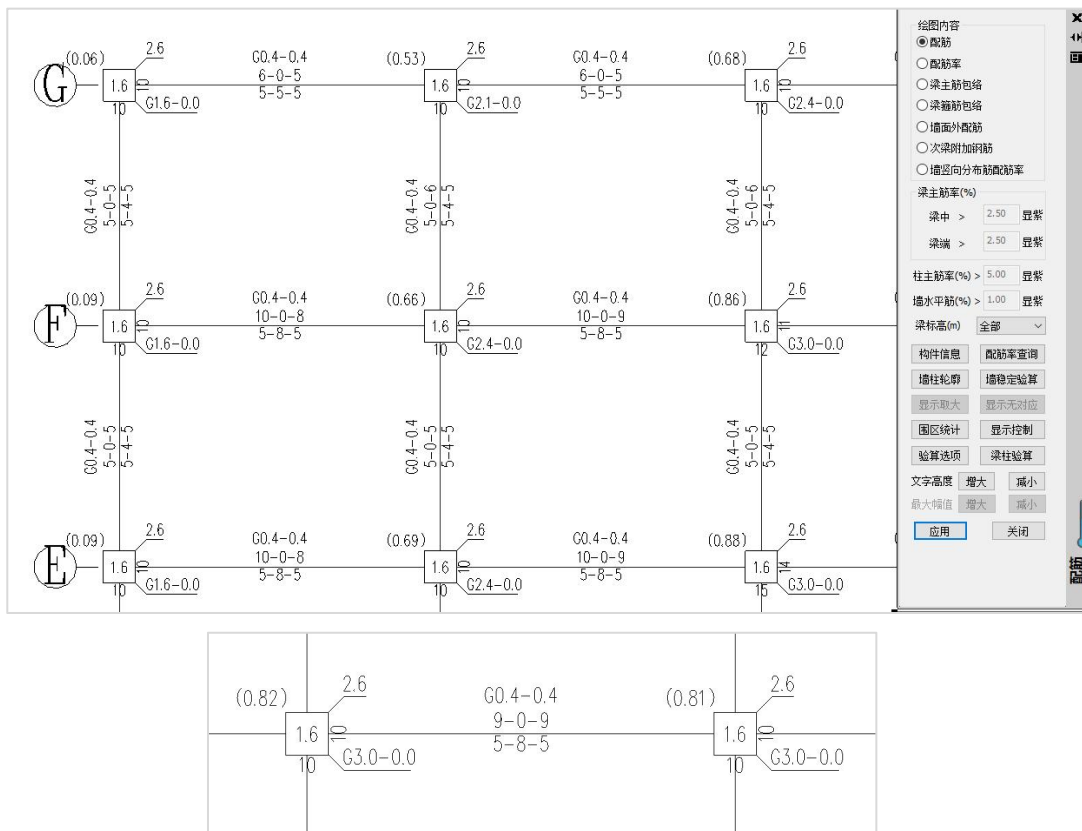 (0.06) 2.6 G0.4-0.4 (0.53) 2.6 G0.4-0.4 (0.68) 2.6
G 1.6 10 6-0-5 1.6 10 6-0-5 1.6 10
5-5-5 5-5-5
10 G1.6-0.0 10 G2.1-0.0 10 G2.4-0.0
G0.4-0.4 G0.4-0.4 G0.4-0.4
5-0-5 5-0-6 5-0-6
5-4-5 5-4-5 5-4-5
(0.09) 2.6 G0.4-0.4 (0.66) 2.6 G0.4-0.4 (0.86) 2.6
F 1.6 10 10-0-8 1.6 10 10-0-9 1.6 11
5-8-5 5-8-5
10 G1.6-0.0 10 G2.4-0.0 12 G3.0-0.0
G0.4-0.4 G0.4-0.4
5-0-5 5-0-5
5-4-5 5-4-5
(0.09) 2.6 G0.4-0.4 (0.69) 2.6 G0.4-0.4 (0.88) 2.6
E 1.6 10 10-0-8 1.6 10 10-0-9 1.6 14
5-8-5 5-8-5
10 G1.6-0.0 10 G2.4-0.0 15 G3.0-0.0
绘图内容
配筋
配筋率
梁主筋包络
梁箍筋包络
墙面外配筋
次梁附加钢筋
墙竖向分布筋配筋率
梁主筋率(%)
梁中 > 2.50 显紫
梁端 > 2.50 显紫
柱主筋率(%) > 5.00 显紫
墙水平筋(%) > 1.00 显紫
梁标高(m) 全部
构件信息 配筋率查询
墙柱轮廓 墙稳定验算
显示取大 显示无对应
围区统计 显示控制
验算选项 梁柱验算
文字高度 增大 减小
最大幅值 增大 减小
应用 关闭
配筋
(0.82) 2.6 G0.4-0.4 (0.81) 2.6
1.6 10 9-0-9 1.6 10
5-8-5
10 G3.0-0.0 10 G3.0-0.0